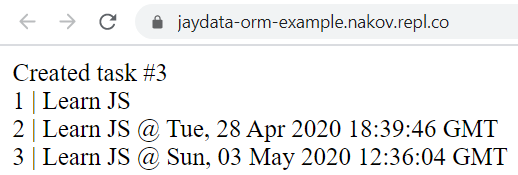 jaydata-orm-example.nakov.repl.co
Created task #3
1 | Learn JS
2 | Learn JS @ Tue, 28 Apr 2020 18:39:46 GMT
3 | Learn JS @ Sun, 03 May 2020 12:36:04 GMT